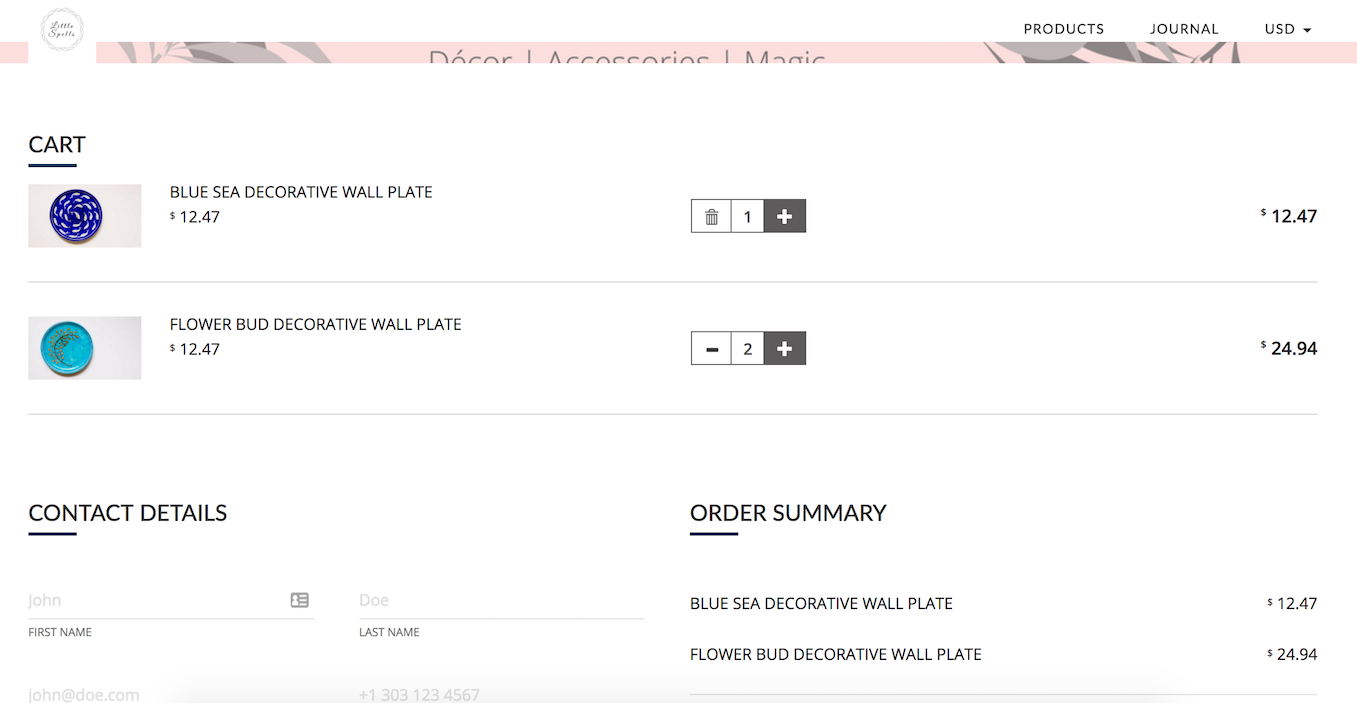 Little
Spells
PRODUCTS JOURNAL USD
Décor | Accessories | Magic
CART
BLUE SEA DECORATIVE WALL PLATE
$ 12.47
1
$ 12.47
FLOWER BUD DECORATIVE WALL PLATE
$ 12.47
2
$ 24.94
CONTACT DETAILS
John
FIRST NAME
Doe
LAST NAME
john@doe.com
+1 303 123 4567
ORDER SUMMARY
BLUE SEA DECORATIVE WALL PLATE $ 12.47
FLOWER BUD DECORATIVE WALL PLATE $ 24.94